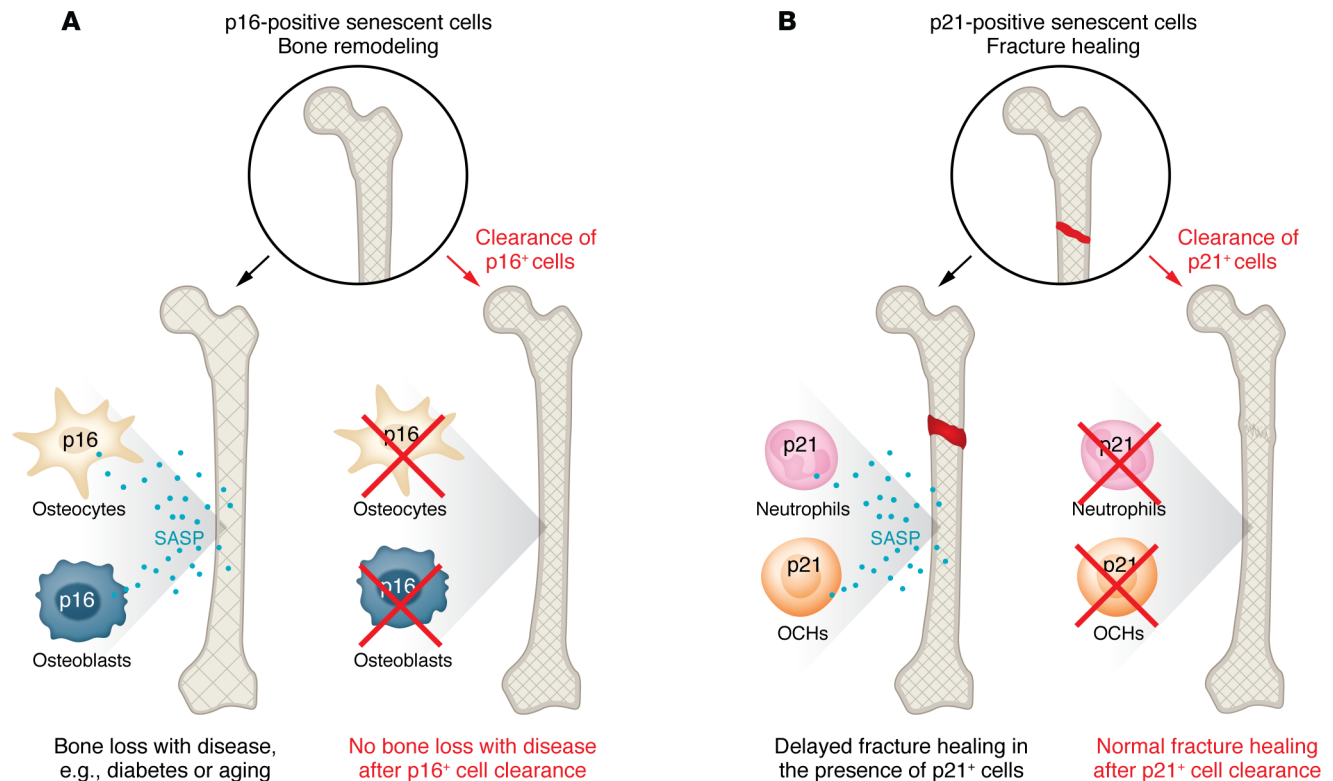 A
p16-positive senescent cells
Bone remodeling
Clearance of
p16⁺ cells
p16
Osteocytes
SASP
p16
Osteoblasts
p16
Osteocytes
p16
Osteoblasts
Bone loss with disease,
e.g., diabetes or aging
No bone loss with disease
after p16⁺ cell clearance
B
p21-positive senescent cells
Fracture healing
Clearance of
p21⁺ cells
p21
Neutrophils
SASP
p21
OCHs
p21
Neutrophils
p21
OCHs
Delayed fracture healing in
the presence of p21⁺ cells
Normal fracture healing
after p21⁺ cell clearance